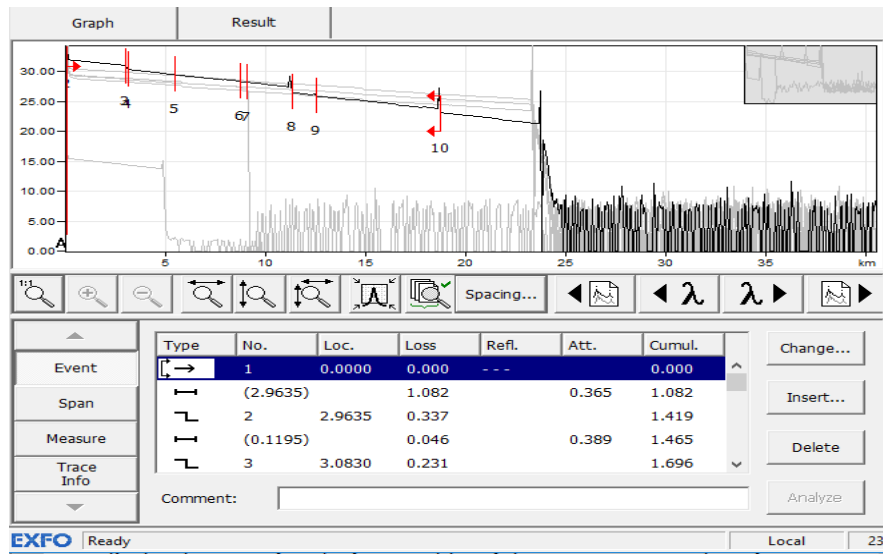 Graph Result
30.00
25.00
20.00
15.00
10.00
5.00
0.00
A
3 4 5 6 7 8 9 10
5 10 15 20 25 30 35 km
1:1 Spacing... λ λ
Type No. Loc. Loss Refl. Att. Cumul.
1 0.0000 0.000 --- 0.000
(2.9635) 1.082 0.365 1.082
2 2.9635 0.337 1.419
(0.1195) 0.046 0.389 1.465
3 3.0830 0.231 1.696
Event
Span
Measure
Trace
Info
Change...
Insert...
Delete
Analyze
Comment:
EXFO Ready Local 23